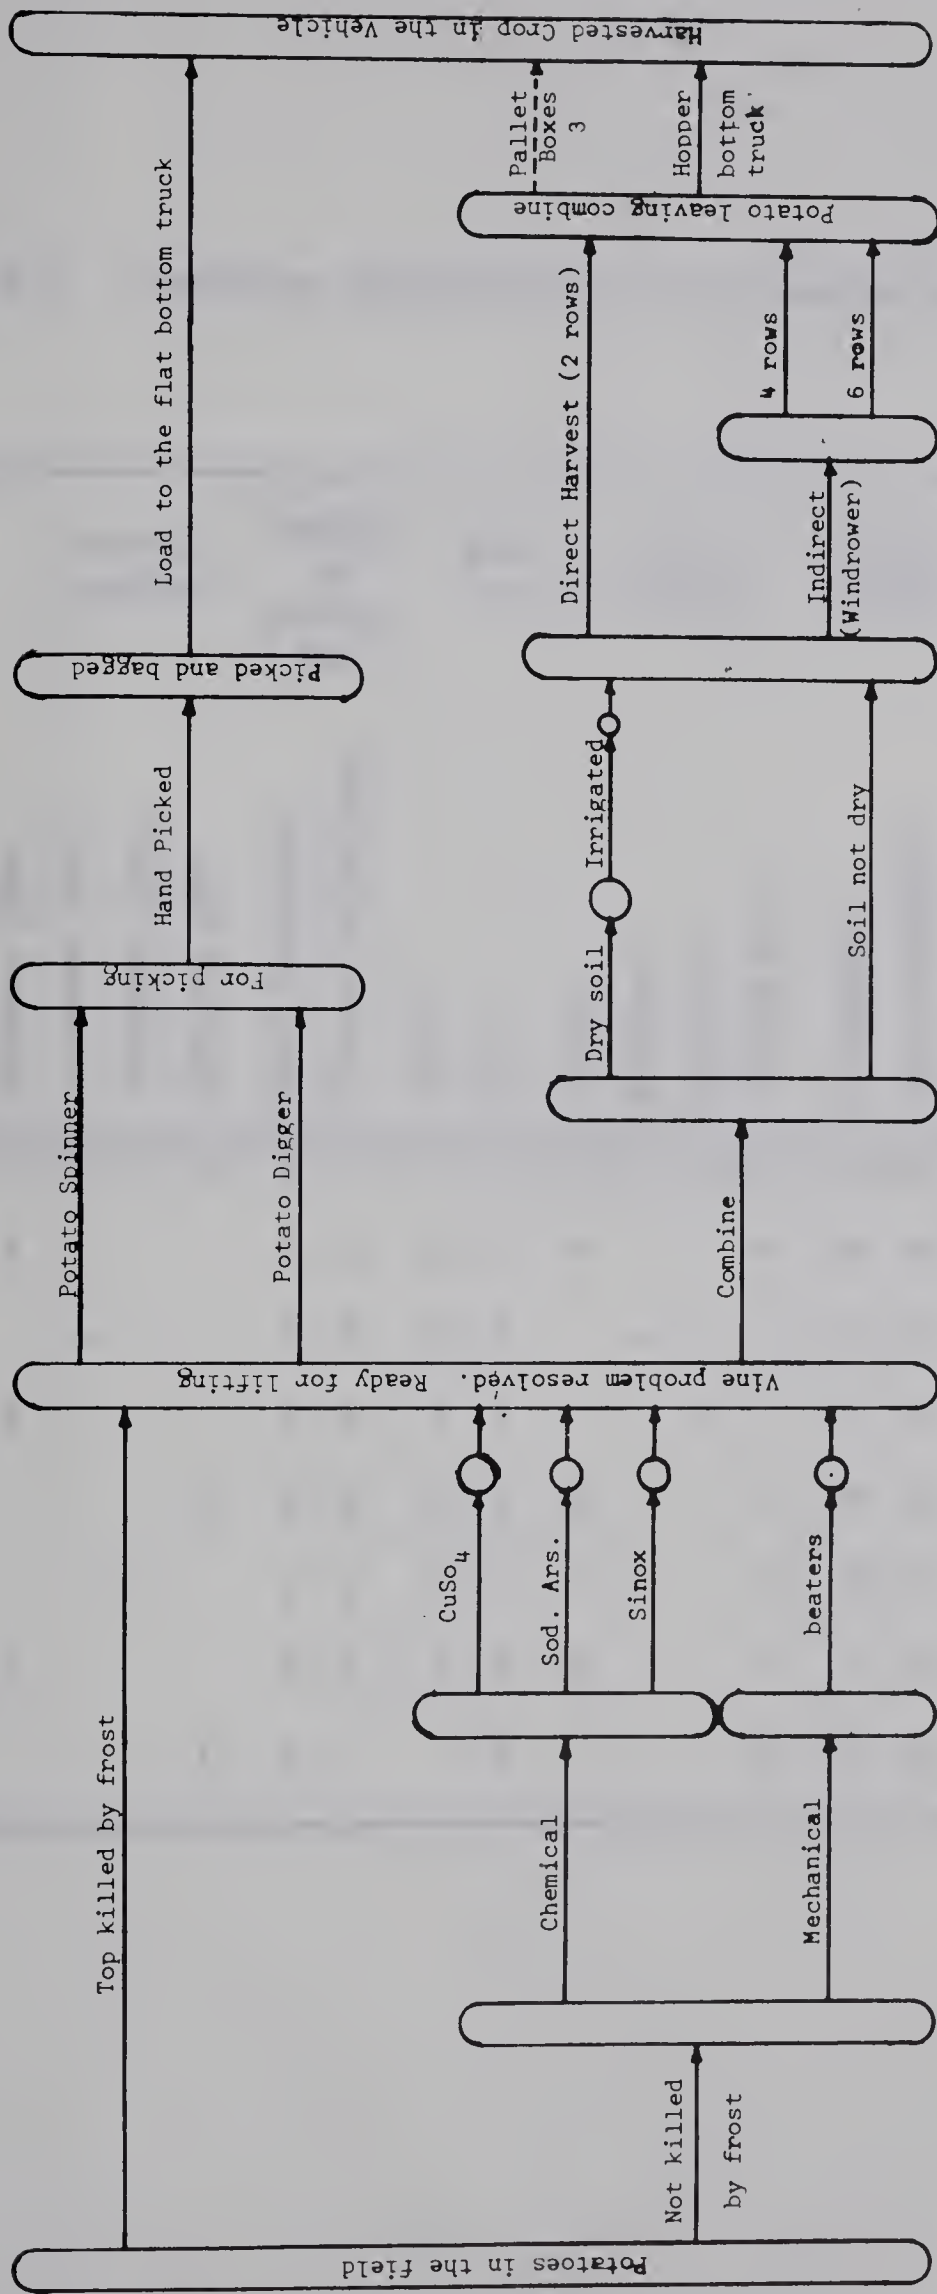 Potatoes in the field
Top killed by frost
Not killed
by frost
Chemical
Mechanical
CuSo4
Sod. Ars.
Sinox
beaters
Vine problem resolved. Ready for lifting
Potato Spinner
Potato Digger
Combine
For picking
Hand Picked
Picked and bagged
Load to the flat bottom truck
Dry soil
Irrigated
Soil not dry
Direct Harvest (2 rows)
Indirect
(Windrower)
4 rows
6 rows
Potato leaving combine
Pallet
Boxes
3
Hopper
bottom
truck
Harvested Crop in the Vehicle